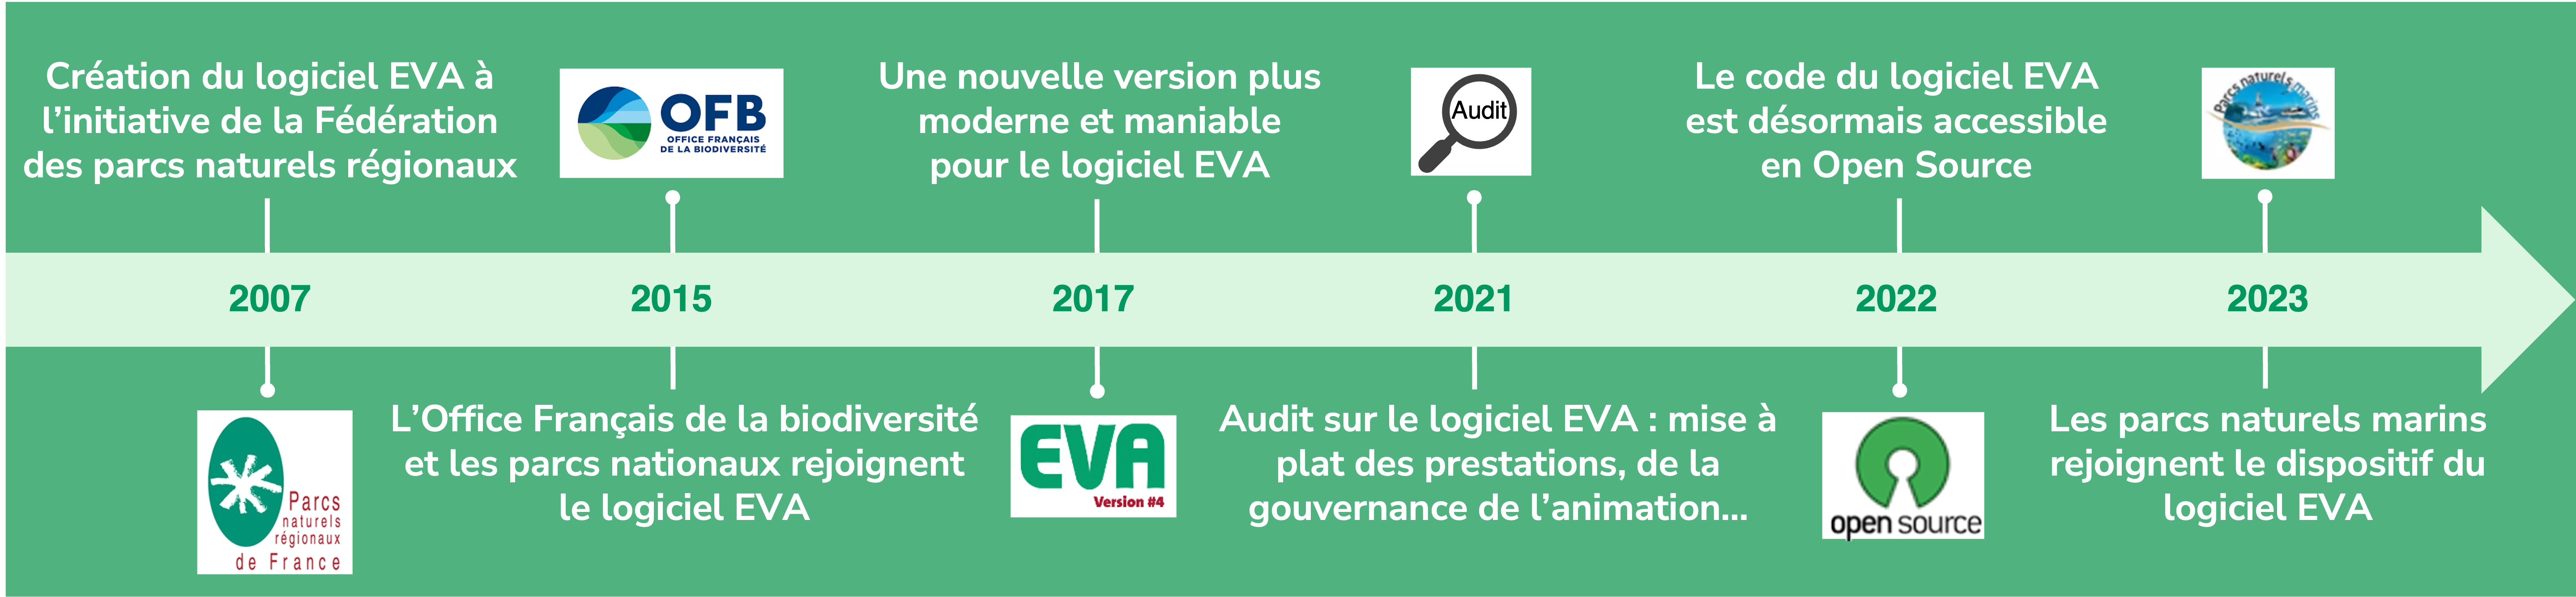 Création du logiciel EVA à
l’initiative de la Fédération
des parcs naturels régionaux
OFB
OFFICE FRANÇAIS
DE LA BIODIVERSITÉ
Une nouvelle version plus
moderne et maniable
pour le logiciel EVA
Audit
Le code du logiciel EVA
est désormais accessible
en Open Source
Parcs naturels marins
2007
2015
2017
2021
2022
2023
Parcs
naturels
régionaux
de France
L’Office Français de la biodiversité
et les parcs nationaux rejoignent
le logiciel EVA
EVA
Version #4
Audit sur le logiciel EVA : mise à
plat des prestations, de la
gouvernance de l’animation...
open source
Les parcs naturels marins
rejoignent le dispositif du
logiciel EVA